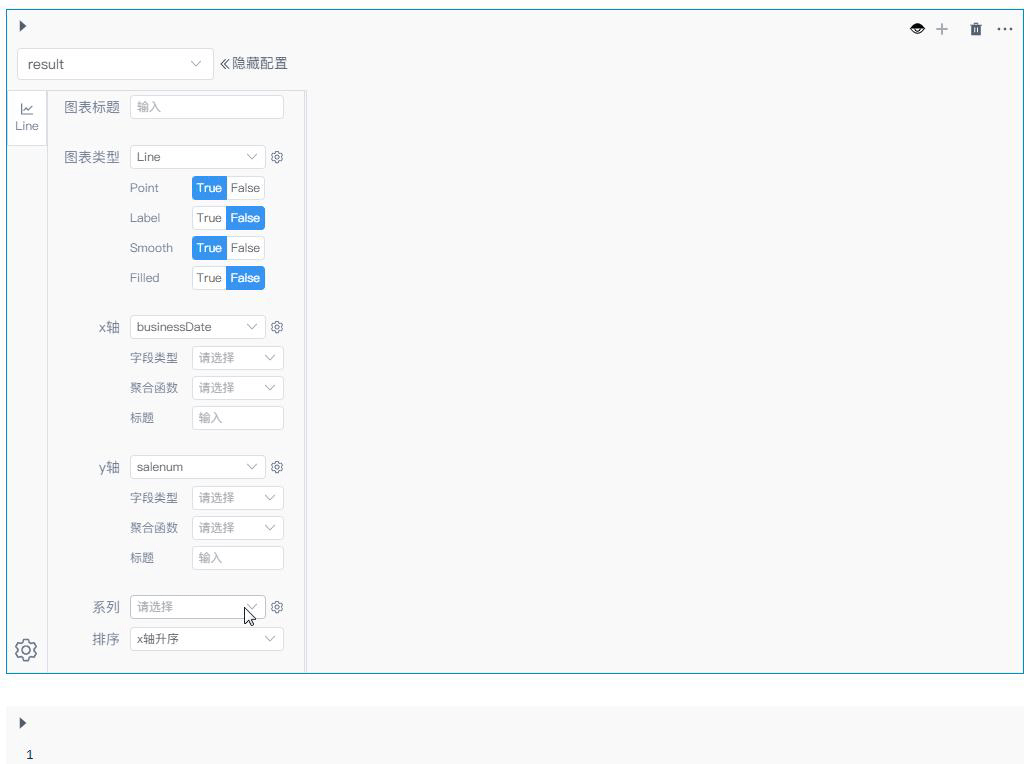 result
«隐藏配置
Line
图表标题 输入
图表类型 Line
Point True False
Label True False
Smooth True False
Filled True False
x轴 businessDate
字段类型 请选择
聚合函数 请选择
标题 输入
y轴 salenum
字段类型 请选择
聚合函数 请选择
标题 输入
系列 请选择
排序 x轴升序
1